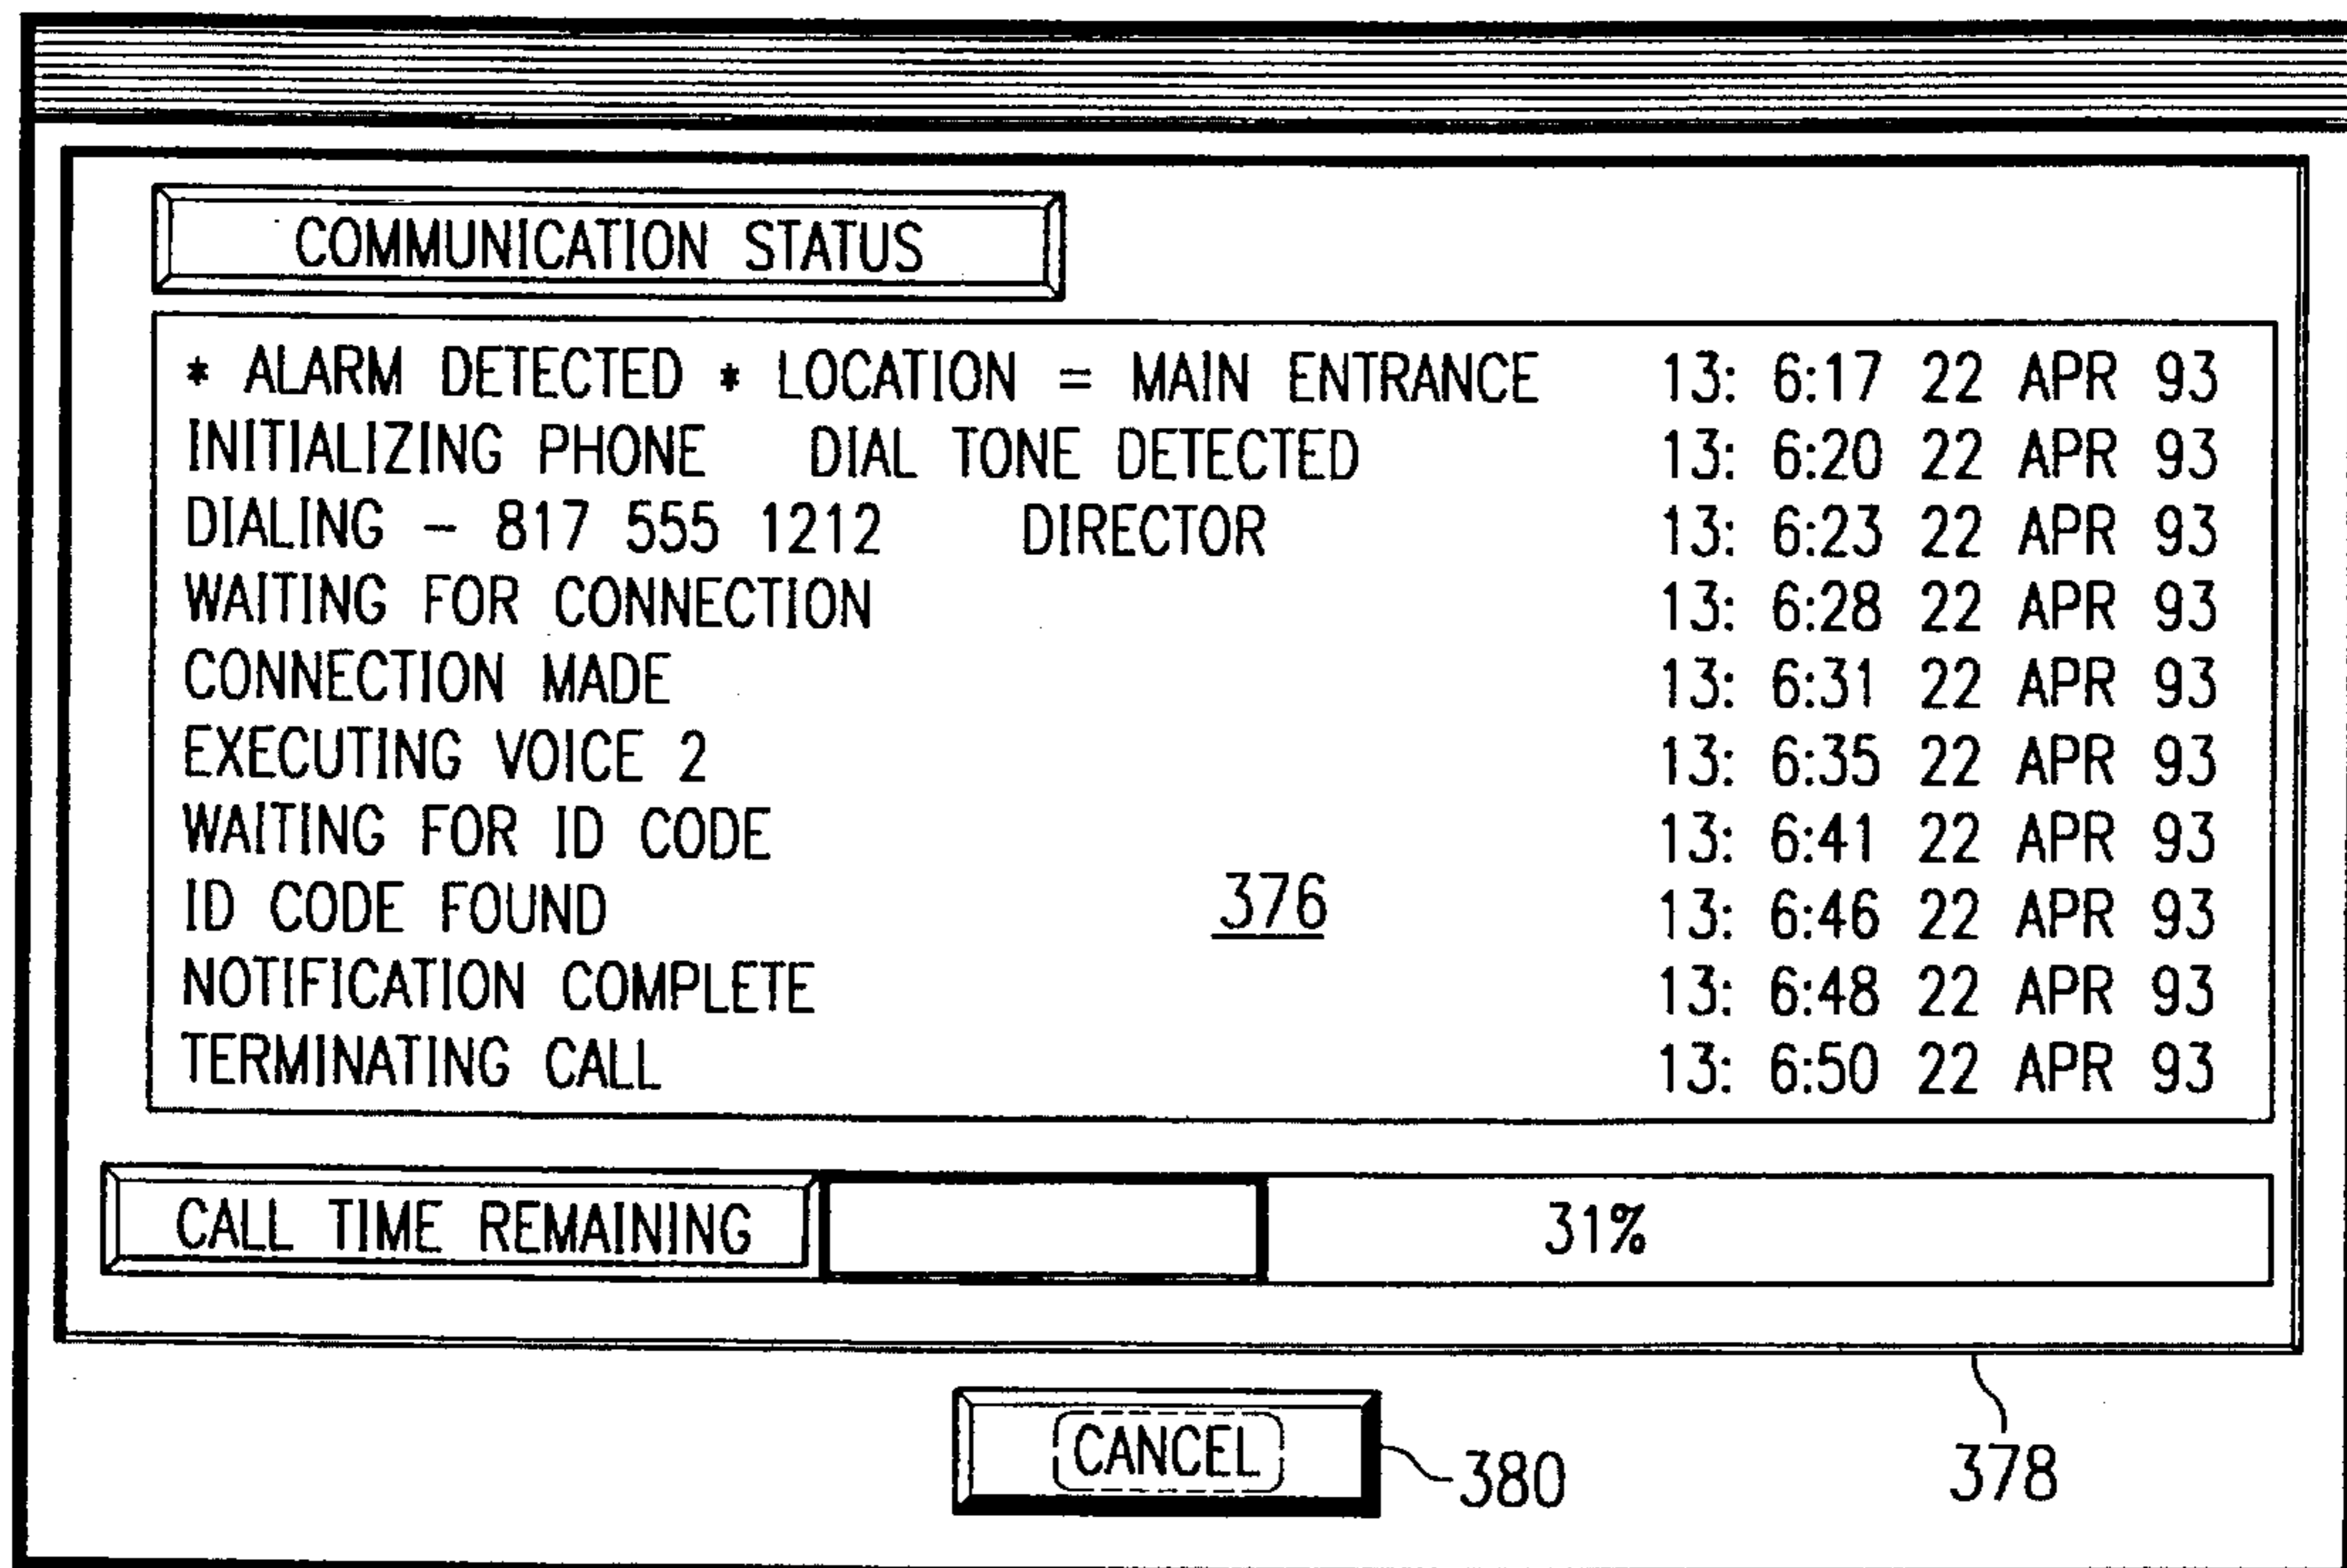 COMMUNICATION STATUS
* ALARM DETECTED * LOCATION = MAIN ENTRANCE 13: 6:17 22 APR 93
INITIALIZING PHONE DIAL TONE DETECTED 13: 6:20 22 APR 93
DIALING - 817 555 1212 DIRECTOR 13: 6:23 22 APR 93
WAITING FOR CONNECTION 13: 6:28 22 APR 93
CONNECTION MADE 13: 6:31 22 APR 93
EXECUTING VOICE 2 13: 6:35 22 APR 93
WAITING FOR ID CODE 13: 6:41 22 APR 93
ID CODE FOUND 376 13: 6:46 22 APR 93
NOTIFICATION COMPLETE 13: 6:48 22 APR 93
TERMINATING CALL 13: 6:50 22 APR 93
CALL TIME REMAINING 31%
CANCEL 380 378